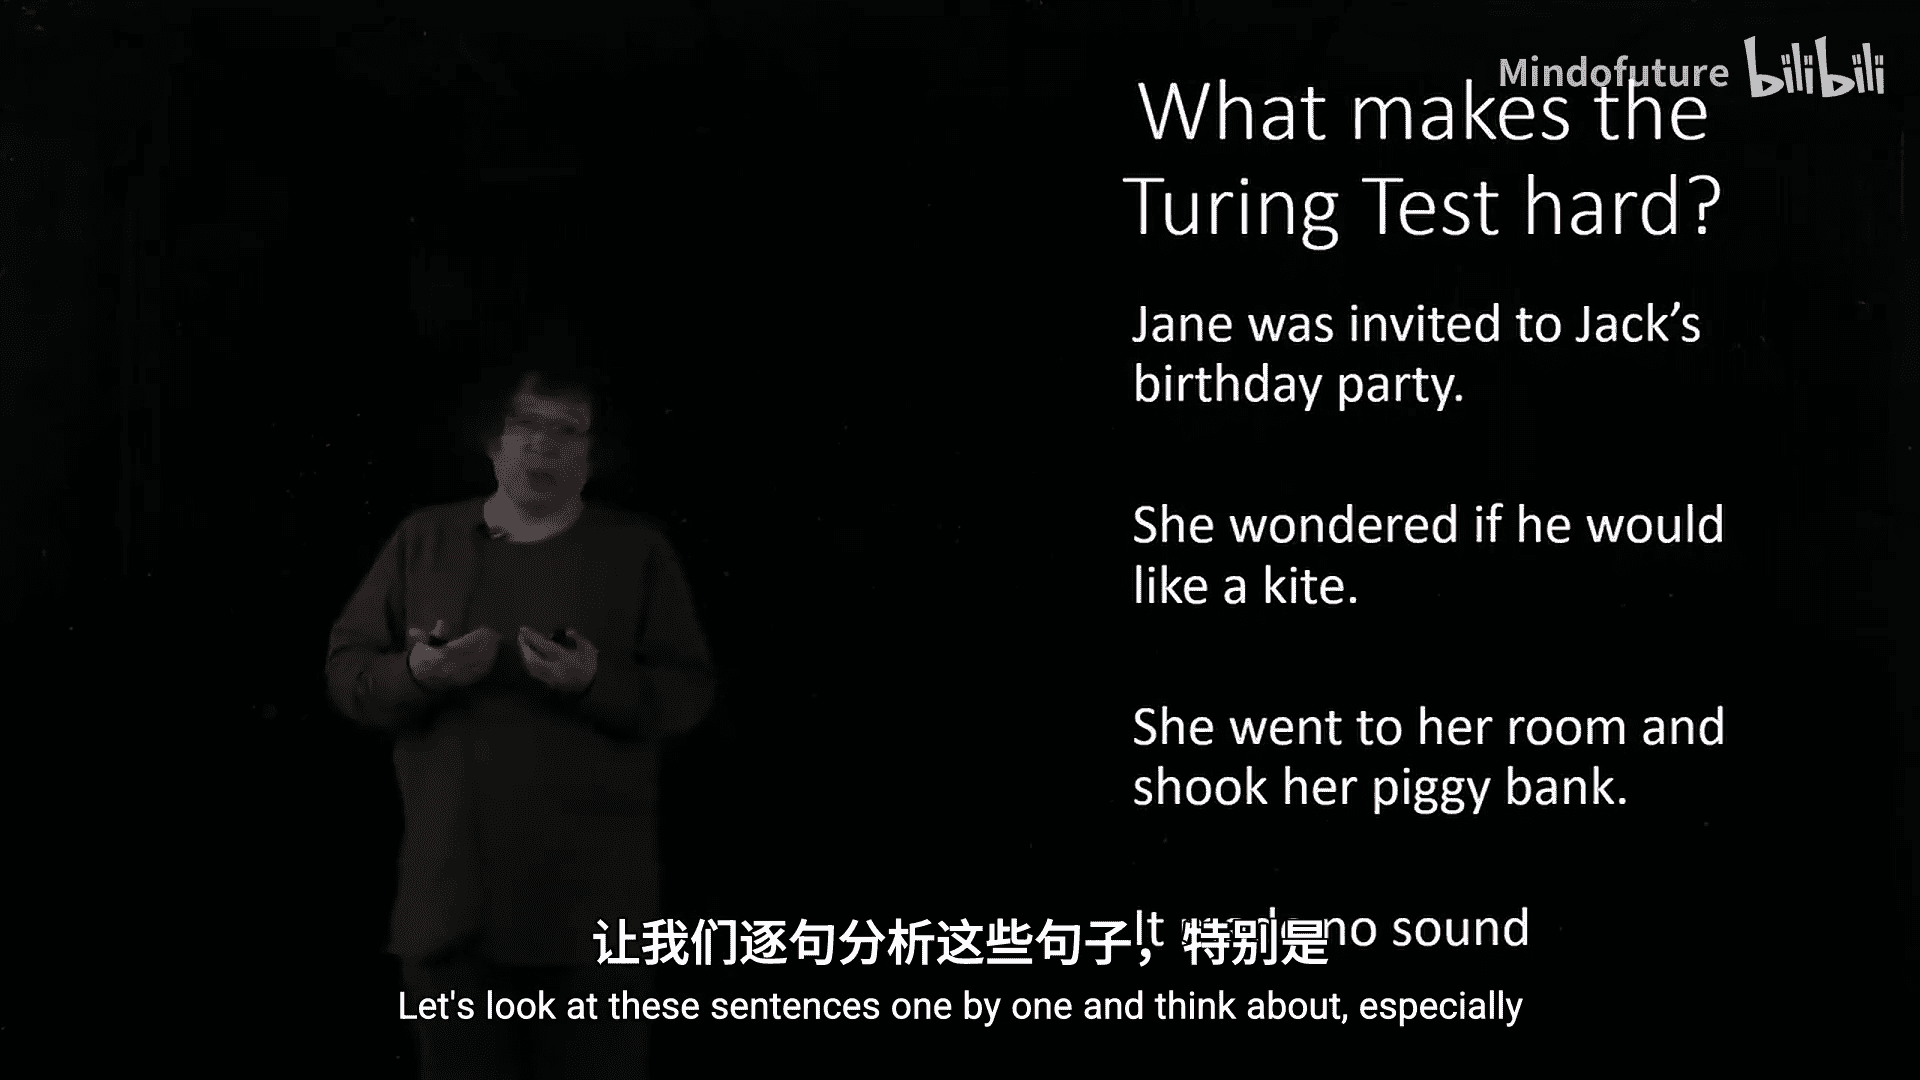 Mindofuture bilibili
What makes the
Turing Test hard?
Jane was invited to Jack’s
birthday party.
She wondered if he would
like a kite.
She went to her room and
shook her piggy bank.
It no sound
让我们逐句分析这些句子，特别是
Let's look at these sentences one by one and think about, especially